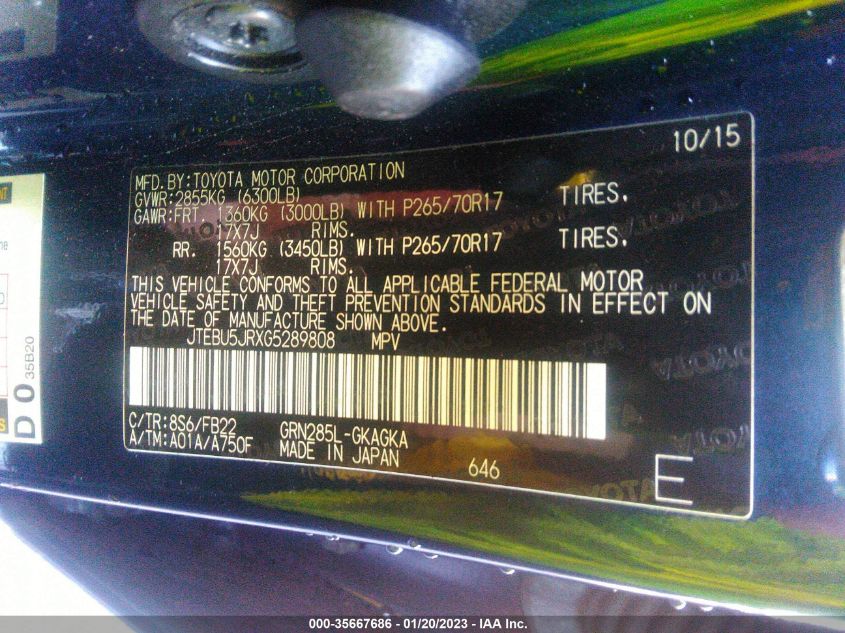 10/15
MFD.BY:TOYOTA MOTOR CORPORATION
GVWR:2855KG (6300LB)
GAWR:FRT. 1360KG (3000LB) WITH P265/70R17 TIRES.
17X7J RIMS.
RR. 1560KG (3450LB) WITH P265/70R17 TIRES.
17X7J RIMS.
THIS VEHICLE CONFORMS TO ALL APPLICABLE FEDERAL MOTOR
VEHICLE SAFETY AND THEFT PREVENTION STANDARDS IN EFFECT ON
THE DATE OF MANUFACTURE SHOWN ABOVE.
JTEBU5JRXG5289808 MPV
C/TR:8S6/FB22 GRN285L-GKAGKA
A/TM:A01A/A750F MADE IN JAPAN
646
E
D 0 35B20
000-35667686 - 01/20/2023 - IAA Inc.